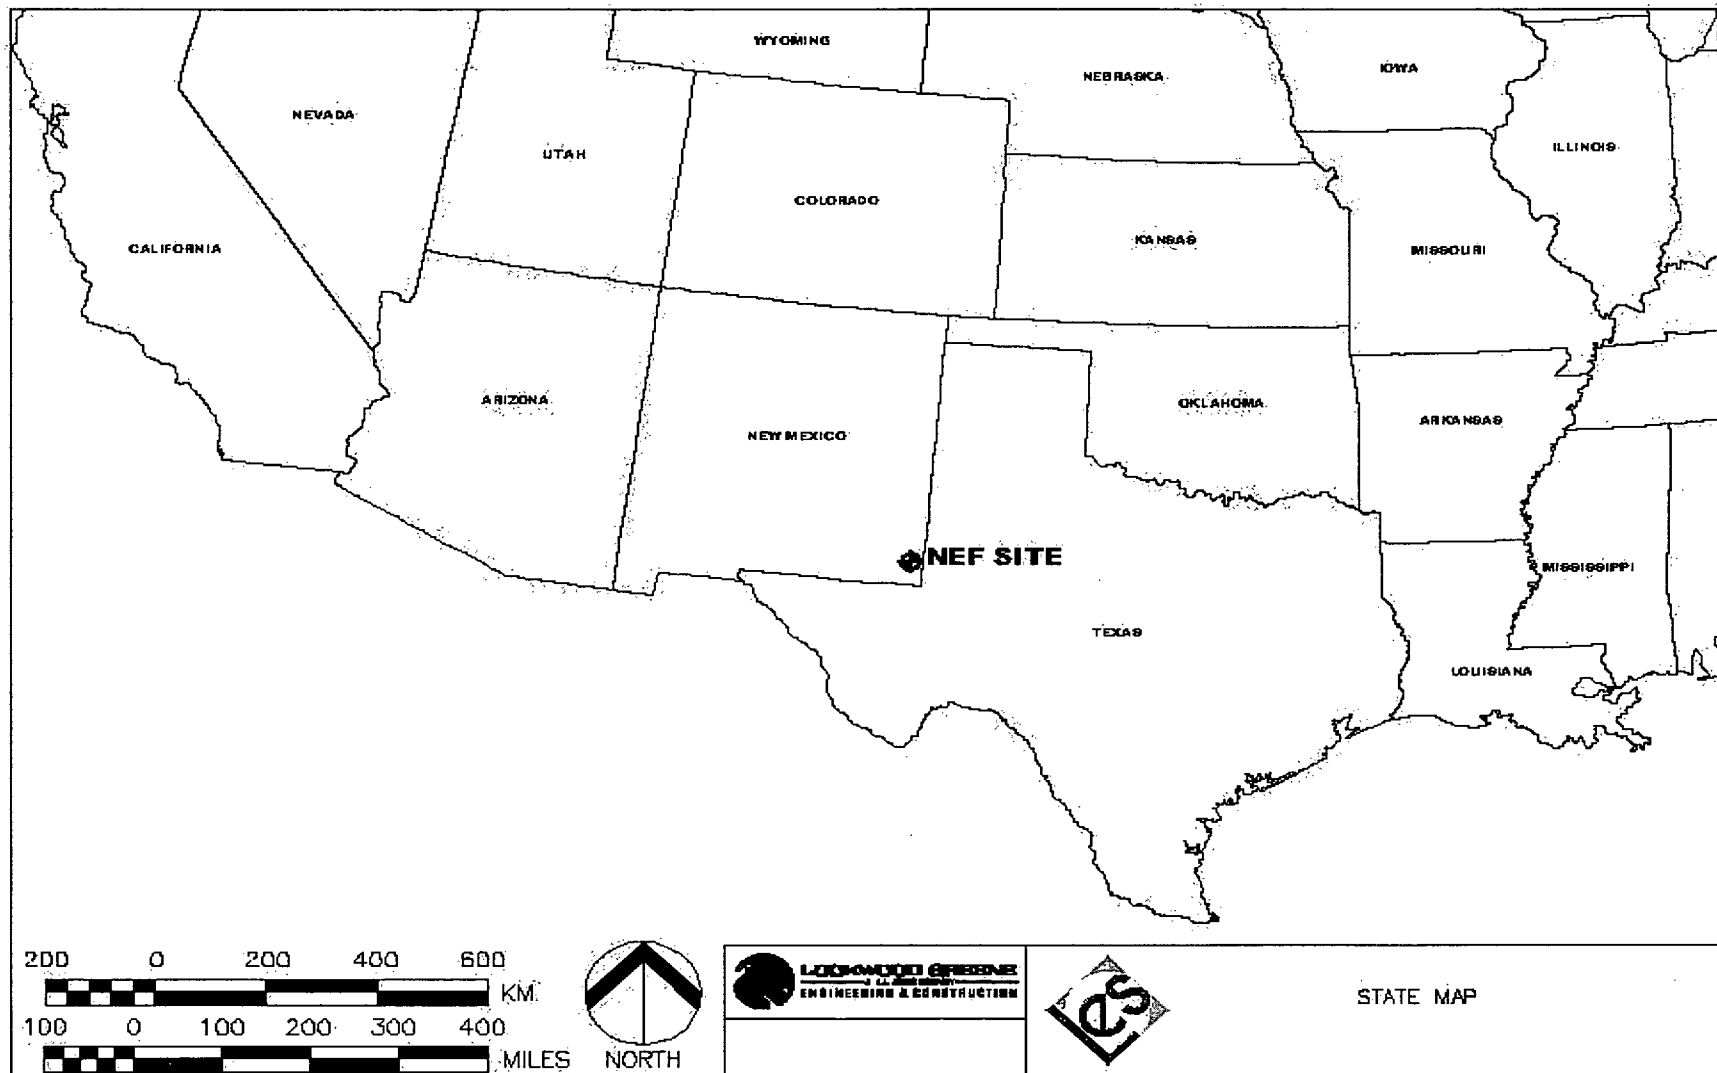 WYOMING
NEBRASKA
IOWA
NEVADA
UTAH
ILLINOIS
COLORADO
CALIFORNIA
KANSAS
MISSOURI
ARIZONA
NEW MEXICO
OKLAHOMA
ARKANSAS
NEF SITE
MISSISSIPPI
TEXAS
LOUISIANA
200 0 200 400 600
KM
100 0 100 200 300 400
MILES
NORTH
LOCKWOOD GREENE
ENGINEERING & CONSTRUCTION
Les
STATE MAP